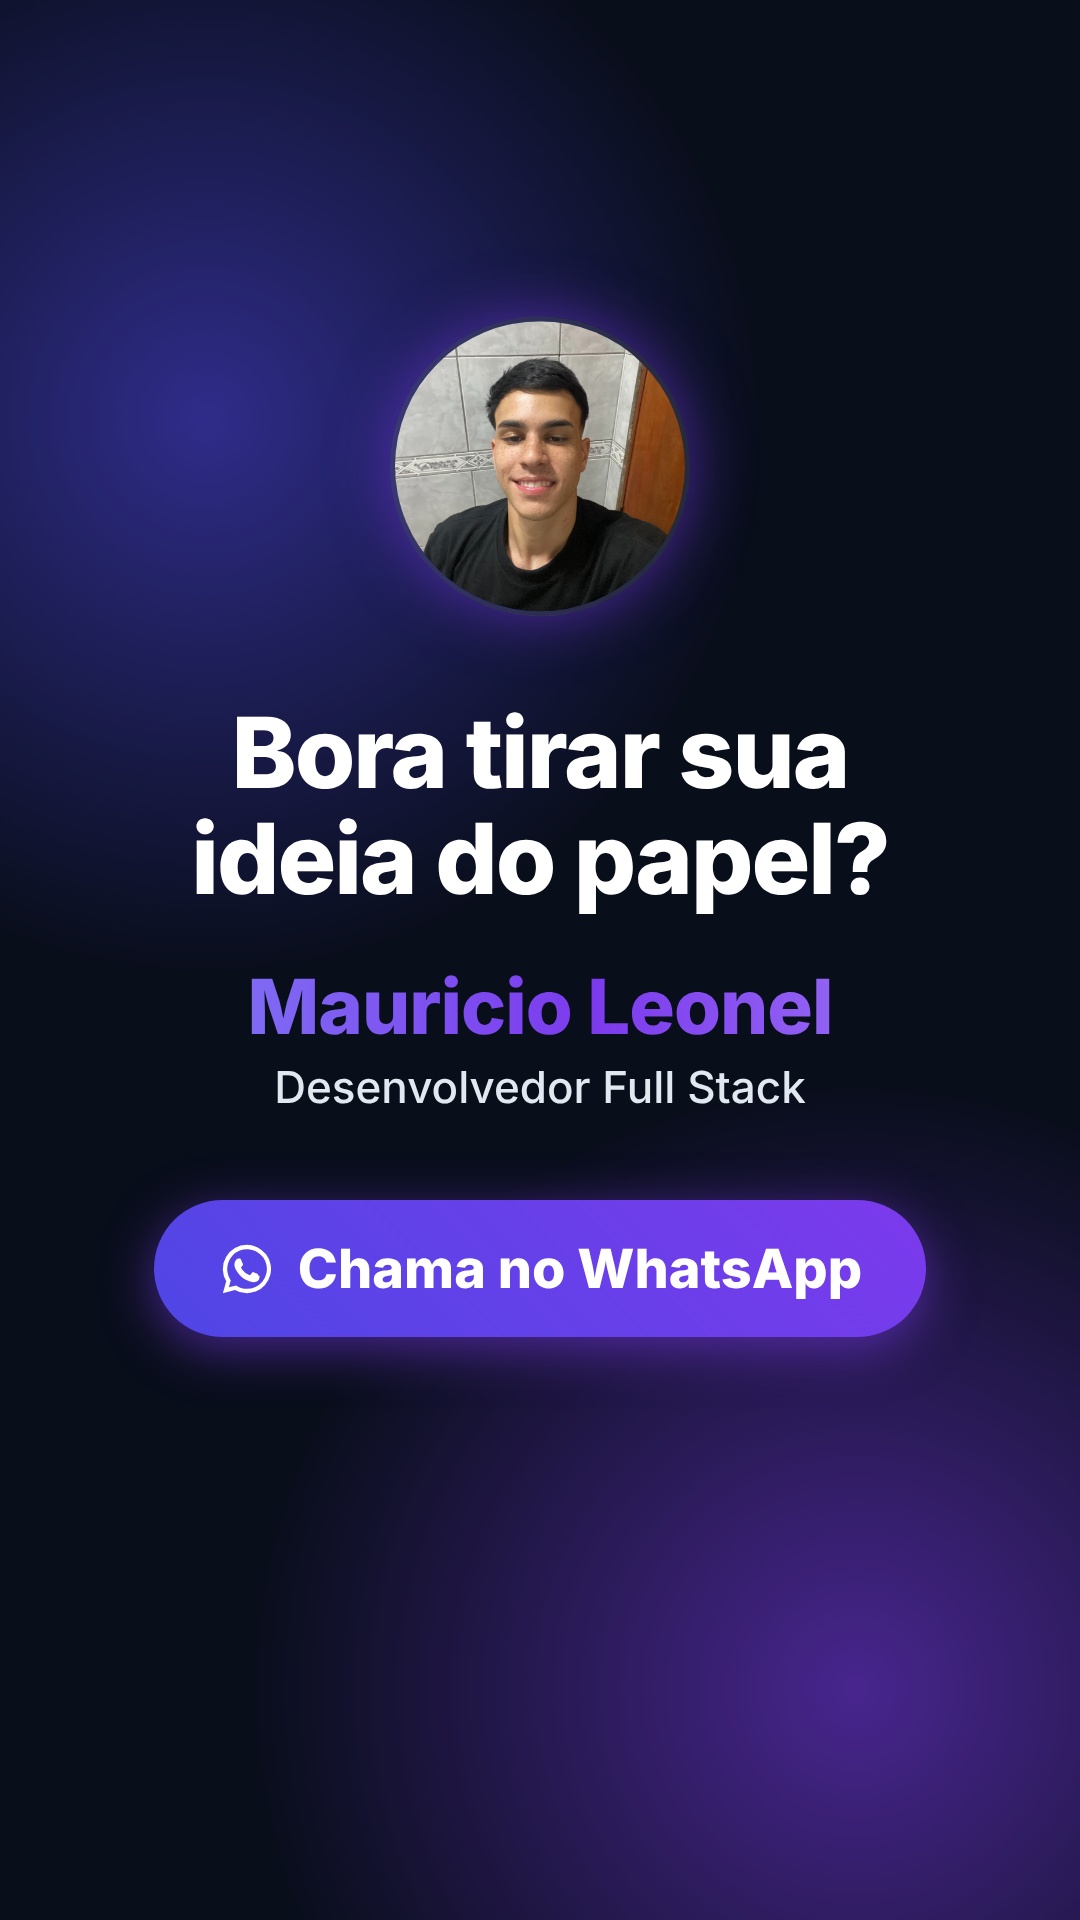 Bora tirar sua
ideia do papel?
Mauricio Leonel
Desenvolvedor Full Stack
Chama no WhatsApp